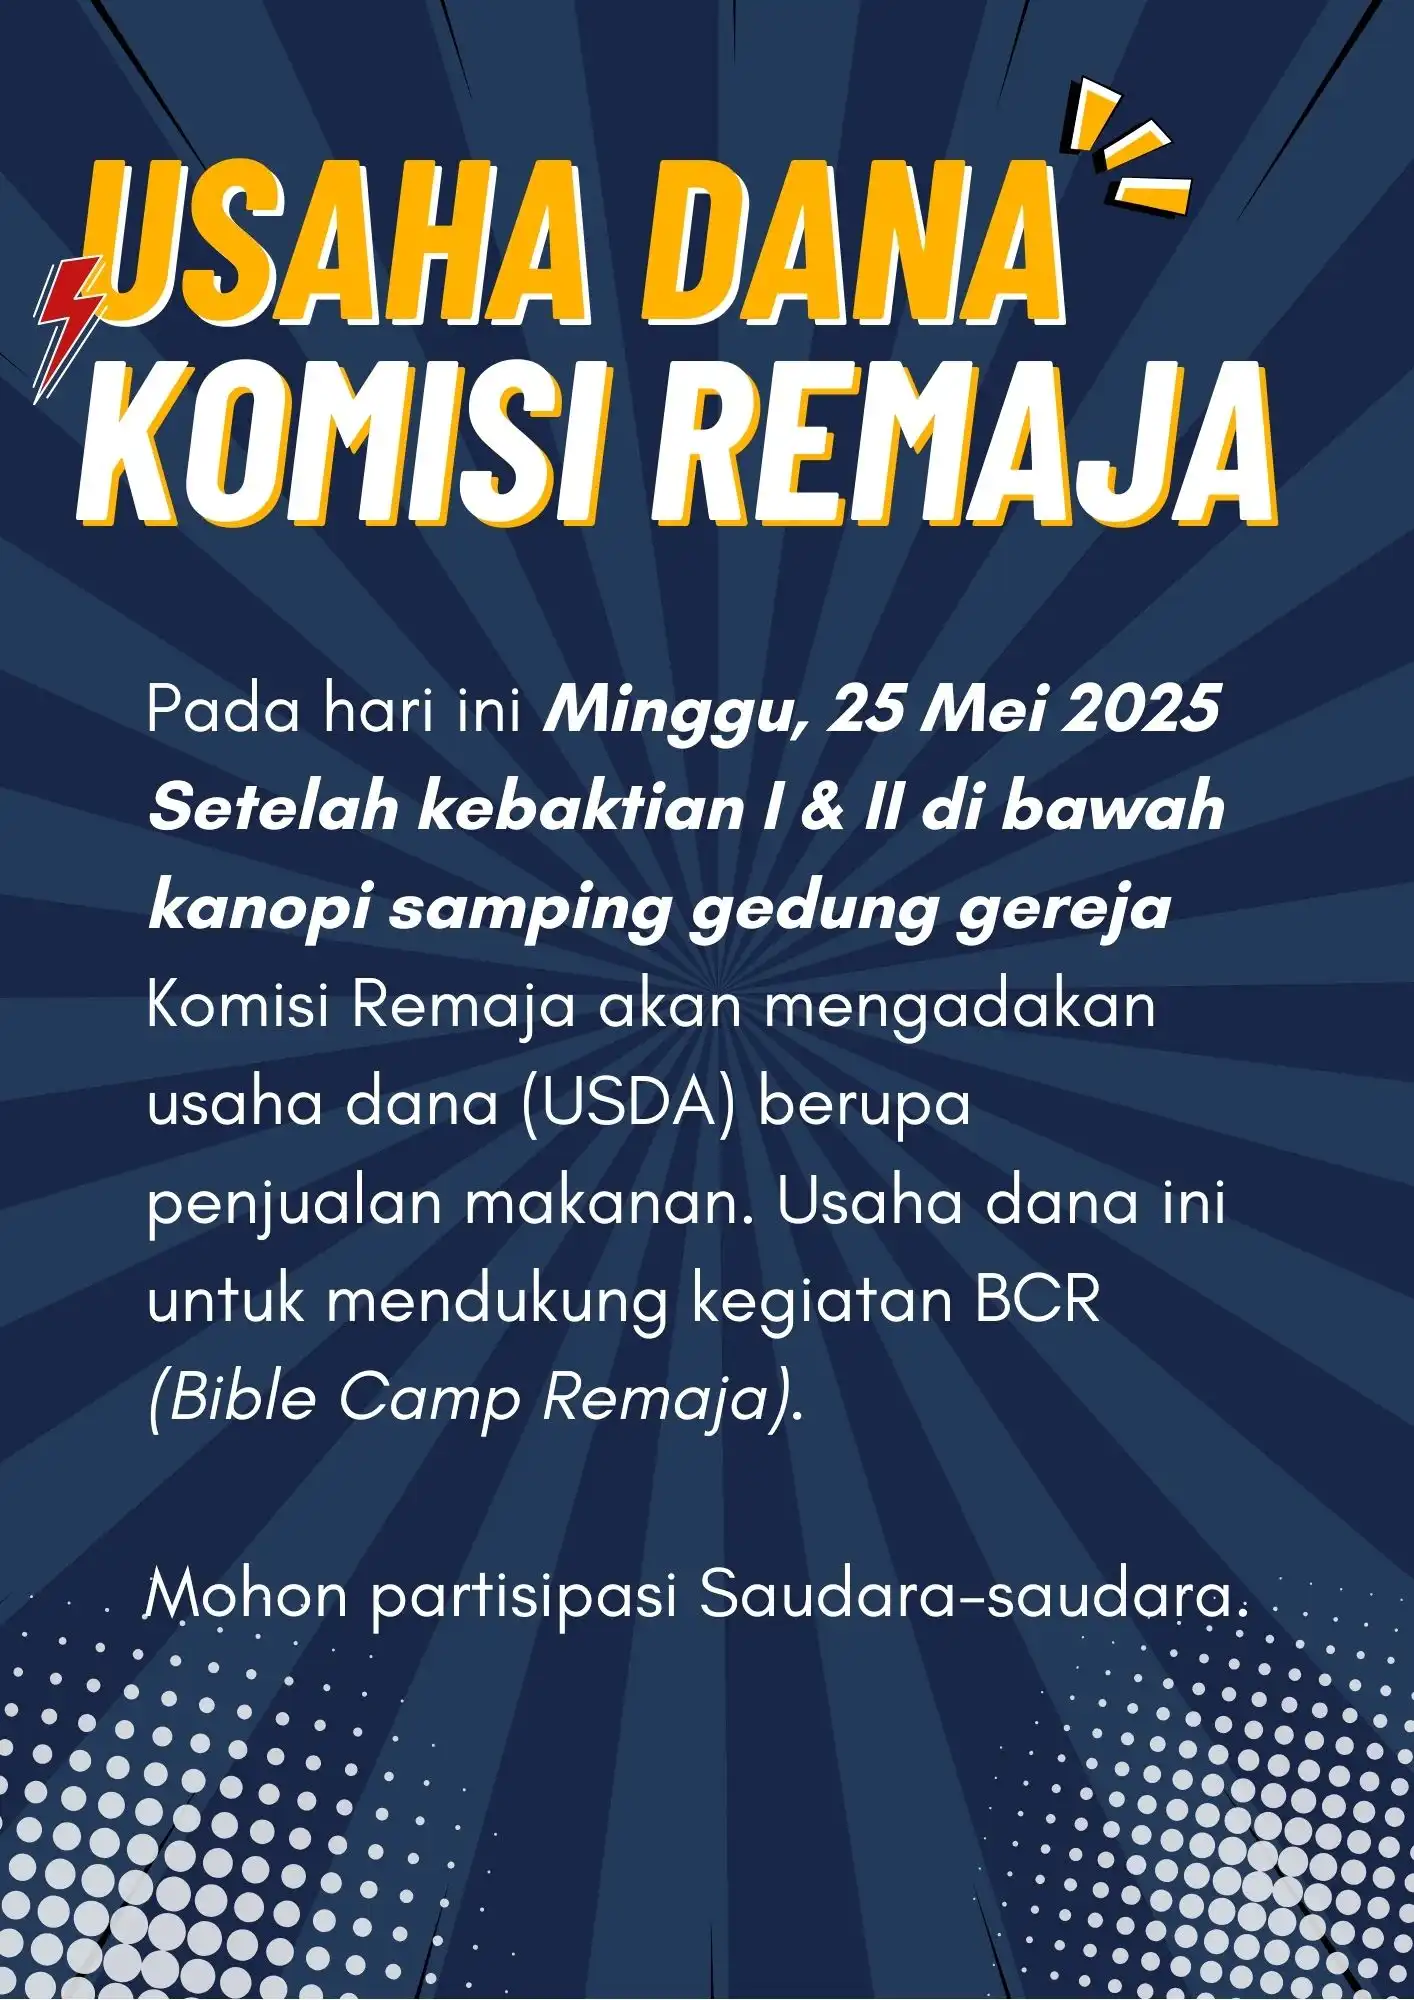 USAHA DANA
KOMISI REMAJA
Pada hari ini Minggu, 25 Mei 2025
Setelah kebaktian I & II di bawah
kanopi samping gedung gereja
Komisi Remaja akan mengadakan
usaha dana (USDA) berupa
penjualan makanan. Usaha dana ini
untuk mendukung kegiatan BCR
(Bible Camp Remaja).
Mohon partisipasi Saudara-saudara.